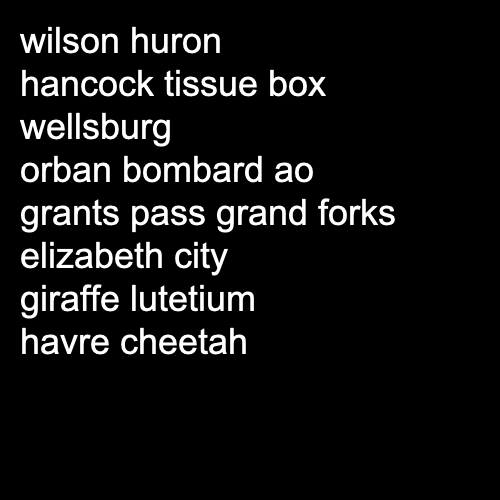 wilson huron
hancock tissue box
wellsburg
orban bombard ao
grants pass grand forks
elizabeth city
giraffe lutetium
havre cheetah